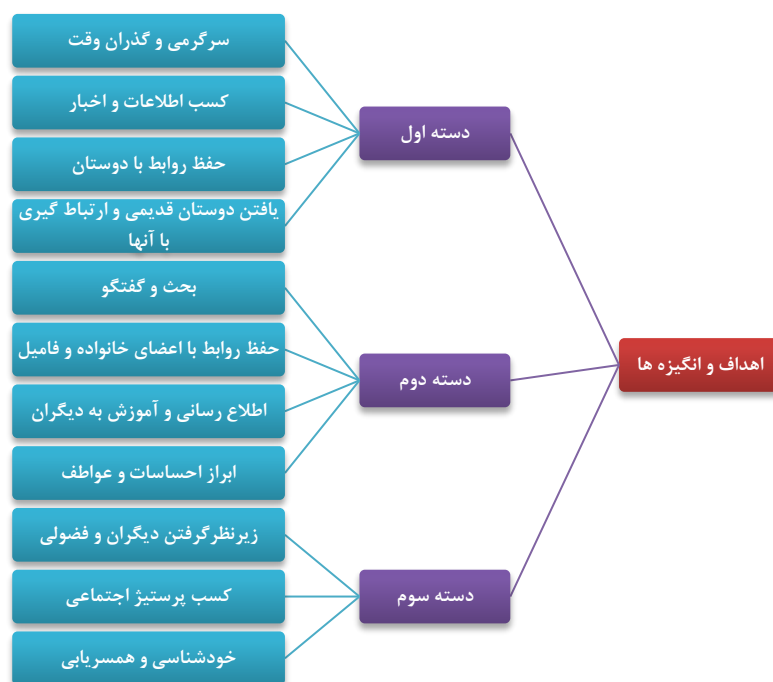 اهداف و انگیزه ها
دسته اول
سرگرمی و گذران وقت
کسب اطلاعات و اخبار
حفظ روابط با دوستان
یافتن دوستان قدیمی و ارتباط گیری
با آنها
دسته دوم
بحث و گفتگو
حفظ روابط با اعضای خانواده و فامیل
اطلاع رسانی و آموزش به دیگران
ابراز احساسات و عواطف
دسته سوم
زیرنظرگرفتن دیگران و فضولی
کسب پرستیژ اجتماعی
خودشناسی و همسریابی